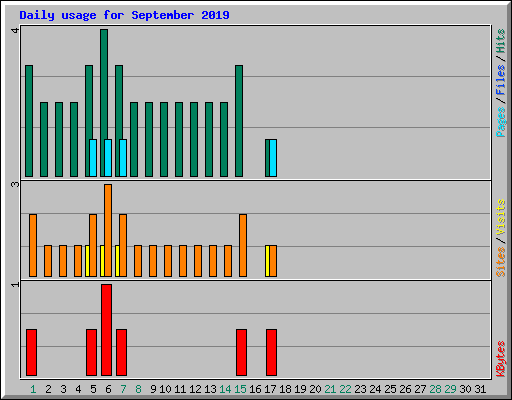 Daily usage for September 2019
4
3
1
Pages/Files/Hits
Sites/Visits
KBytes
1 2 3 4 5 6 7 8 9 10 11 12 13 14 15 16 17 18 19 20 21 22 23 24 25 26 27 28 29 30 31